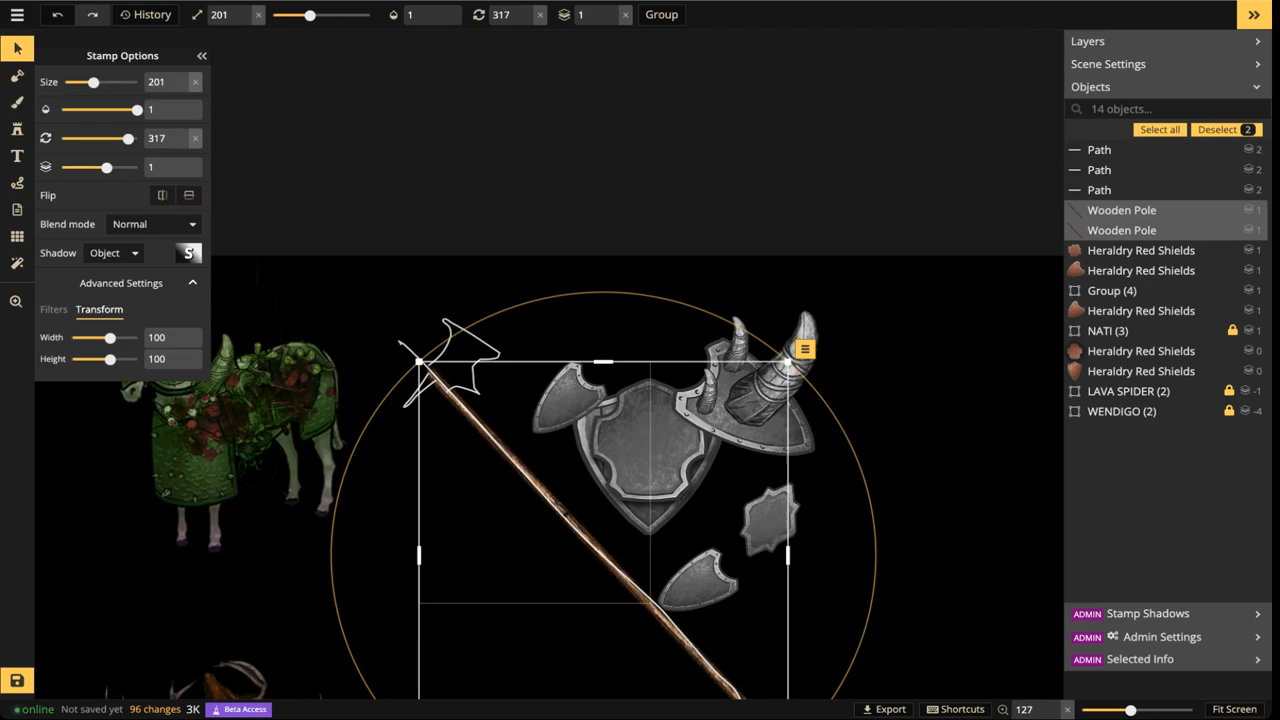 History 201 × 1 317 × 1 × Group
Stamp Options
Size 201 ×
1
317 ×
1
Flip
Blend mode Normal
Shadow Object S
Advanced Settings
Filters Transform
Width 100
Height 100
Layers
Scene Settings
Objects
14 objects...
Select all Deselect 2
Path 2
Path 2
Path 2
Wooden Pole 1
Wooden Pole 1
Heraldry Red Shields 1
Heraldry Red Shields 1
Group (4) 1
Heraldry Red Shields 1
NATI (3) 1
Heraldry Red Shields 0
Heraldry Red Shields 0
LAVA SPIDER (2) -1
WENDIGO (2) -4
ADMIN Stamp Shadows
ADMIN Admin Settings
ADMIN Selected Info
online Not saved yet 96 changes 3K Beta Access Export Shortcuts 127 × Fit Screen